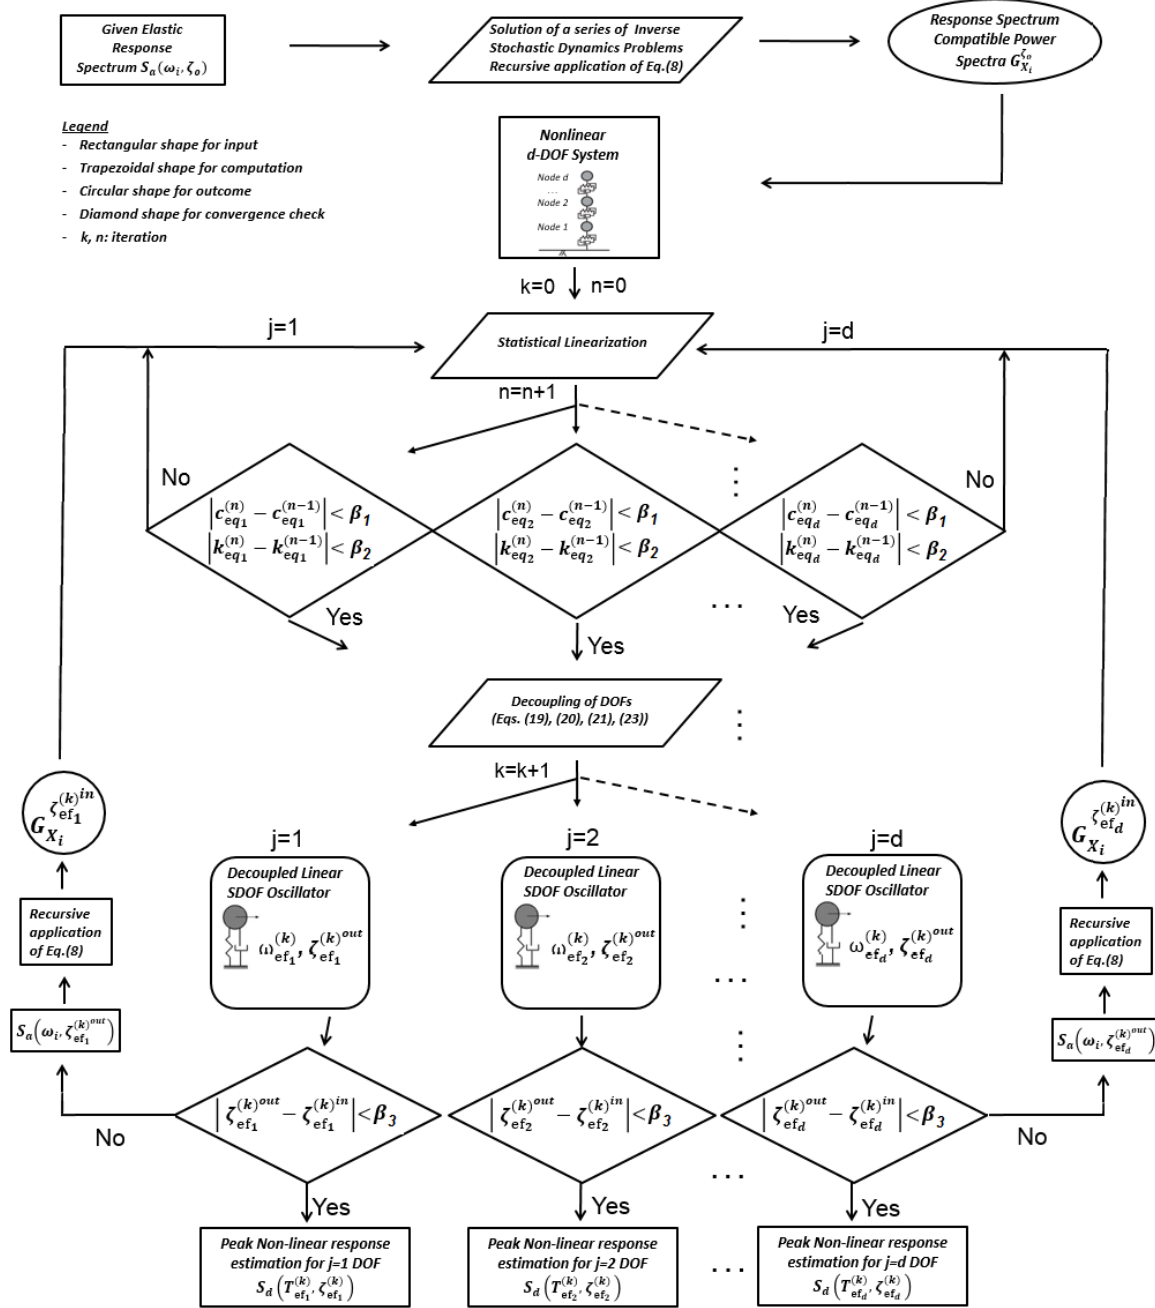 Given Elastic
Response
Spectrum S_a(ω_i, ζ_o)
Solution of a series of Inverse
Stochastic Dynamics Problems
Recursive application of Eq.(8)
Response Spectrum
Compatible Power
Spectra G_{X_i}^{ζ_o}
Legend
- Rectangular shape for input
- Trapezoidal shape for computation
- Circular shape for outcome
- Diamond shape for convergence check
- k, n: iteration
Nonlinear
d-DOF System
Node d
...
Node 2
Node 1
k=0 n=0
j=1
Statistical Linearization
j=d
n=n+1
No
No
|c_{eq_1}^{(n)} − c_{eq_1}^{(n-1)}| < β_1
|k_{eq_1}^{(n)} − k_{eq_1}^{(n-1)}| < β_2
|c_{eq_2}^{(n)} − c_{eq_2}^{(n-1)}| < β_1
|k_{eq_2}^{(n)} − k_{eq_2}^{(n-1)}| < β_2
|c_{eq_d}^{(n)} − c_{eq_d}^{(n-1)}| < β_1
|k_{eq_d}^{(n)} − k_{eq_d}^{(n-1)}| < β_2
Yes
Yes
...
Yes
Decoupling of DOFs
(Eqs. (19), (20), (21), (23))
k=k+1
G_{X_i}^{ζ_{ef_1}^{(k)^{in}}}
G_{X_i}^{ζ_{ef_d}^{(k)^{in}}}
j=1
j=2
j=d
Decoupled Linear
SDOF Oscillator
ω_{ef_1}^{(k)}, ζ_{ef_1}^{(k)^{out}}
Decoupled Linear
SDOF Oscillator
ω_{ef_2}^{(k)}, ζ_{ef_2}^{(k)^{out}}
...
Decoupled Linear
SDOF Oscillator
ω_{ef_d}^{(k)}, ζ_{ef_d}^{(k)^{out}}
Recursive
application
of Eq.(8)
Recursive
application
of Eq.(8)
S_a(ω_i, ζ_{ef_1}^{(k)^{out}})
S_a(ω_i, ζ_{ef_d}^{(k)^{out}})
|ζ_{ef_1}^{(k)^{out}} − ζ_{ef_1}^{(k)^{in}}| < β_3
|ζ_{ef_2}^{(k)^{out}} − ζ_{ef_2}^{(k)^{in}}| < β_3
|ζ_{ef_d}^{(k)^{out}} − ζ_{ef_d}^{(k)^{in}}| < β_3
No
No
...
Yes
Yes
Yes
Peak Non-linear response
estimation for j=1 DOF
S_d(T_{ef_1}^{(k)}, ζ_{ef_1}^{(k)})
Peak Non-linear response
estimation for j=2 DOF
S_d(T_{ef_2}^{(k)}, ζ_{ef_2}^{(k)})
...
Peak Non-linear response
estimation for j=d DOF
S_d(T_{ef_d}^{(k)}, ζ_{ef_d}^{(k)})